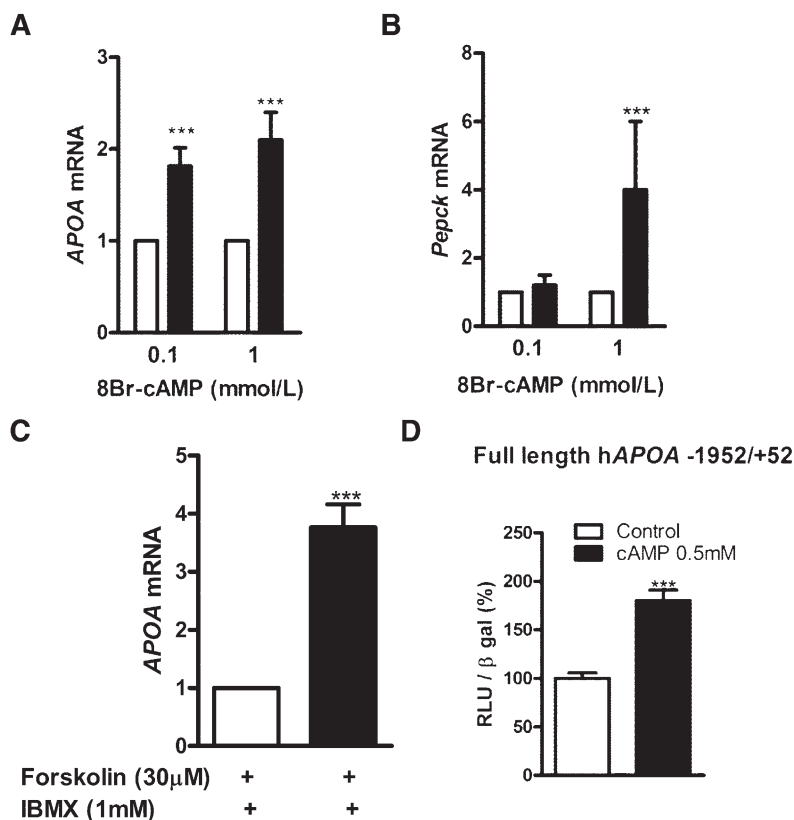 A
3
2
1
0
APOA mRNA
***
***
0.1 1
8Br-cAMP (mmol/L)
B
8
6
4
2
0
Pepck mRNA
***
0.1 1
8Br-cAMP (mmol/L)
C
5
4
3
2
1
0
APOA mRNA
***
Forskolin (30μM) + +
IBMX (1mM) + +
D
Full length hAPOA -1952/+52
250
200
150
100
50
0
RLU / β gal (%)
Control
cAMP 0.5mM
***